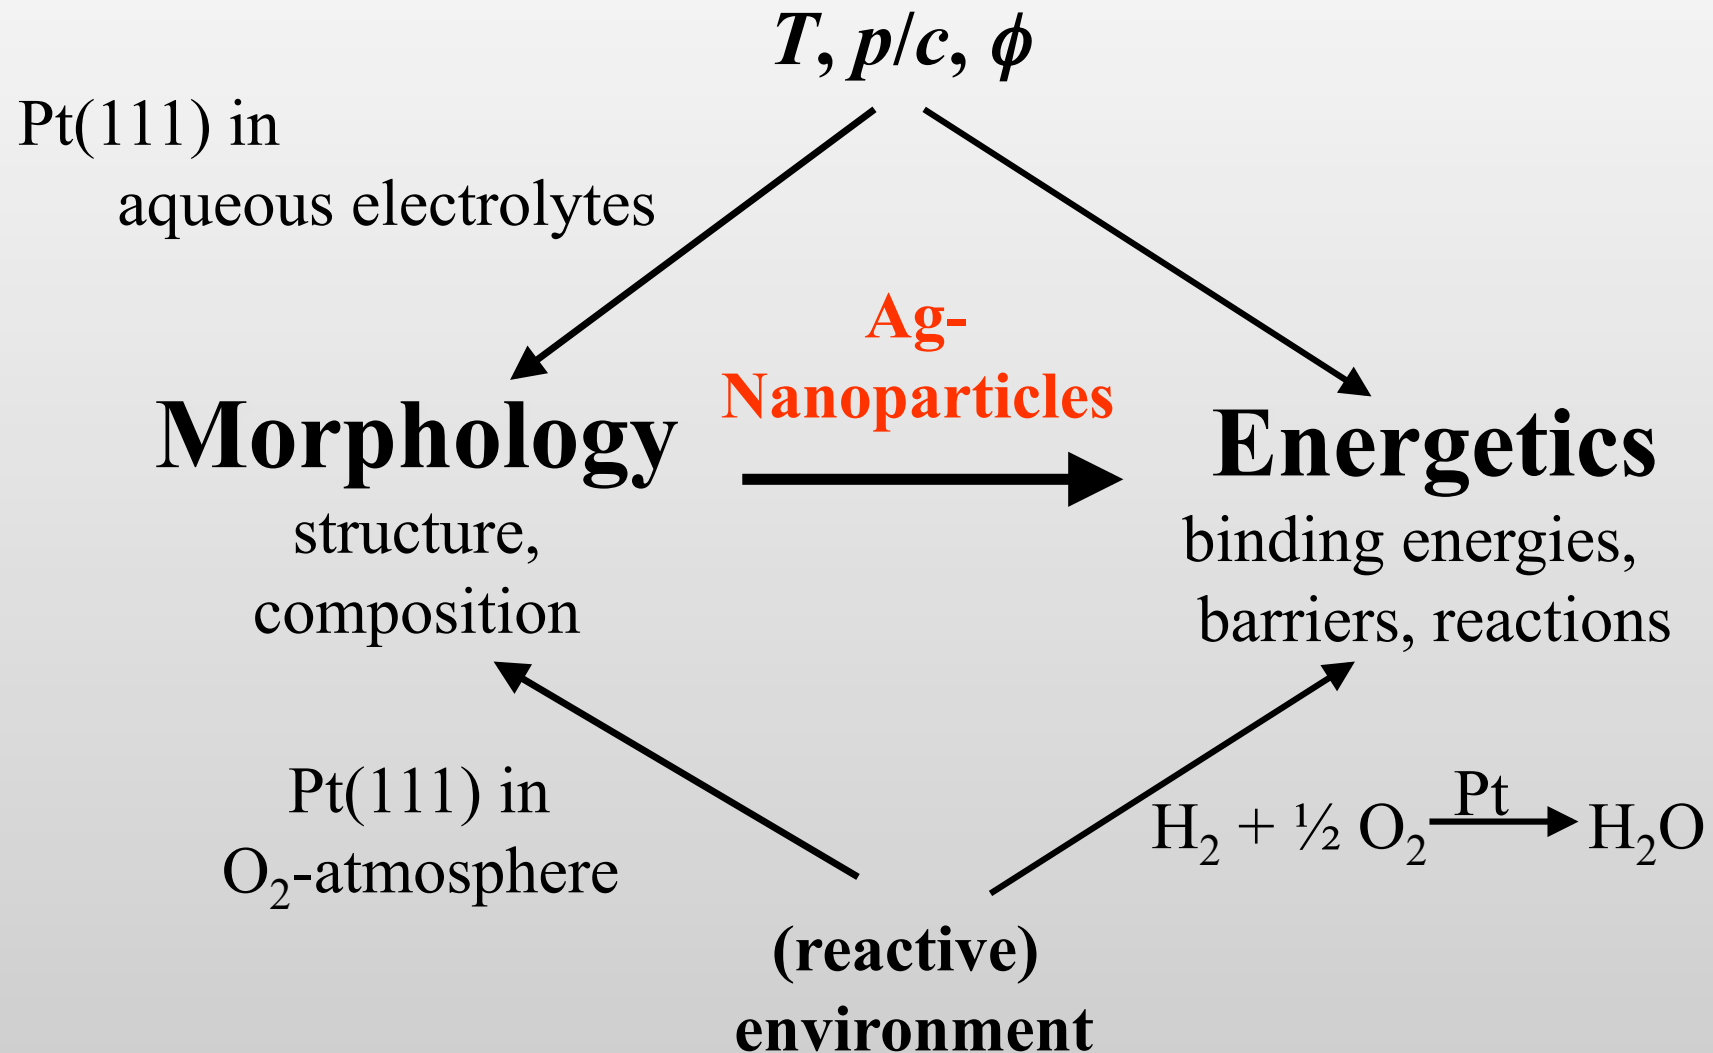 T, p/c, ϕ
Pt(111) in
aqueous electrolytes
Ag-
Nanoparticles
Morphology
structure,
composition
Energetics
binding energies,
barriers, reactions
Pt(111) in
O₂-atmosphere
Pt
H₂ + ½ O₂ → H₂O
(reactive)
environment